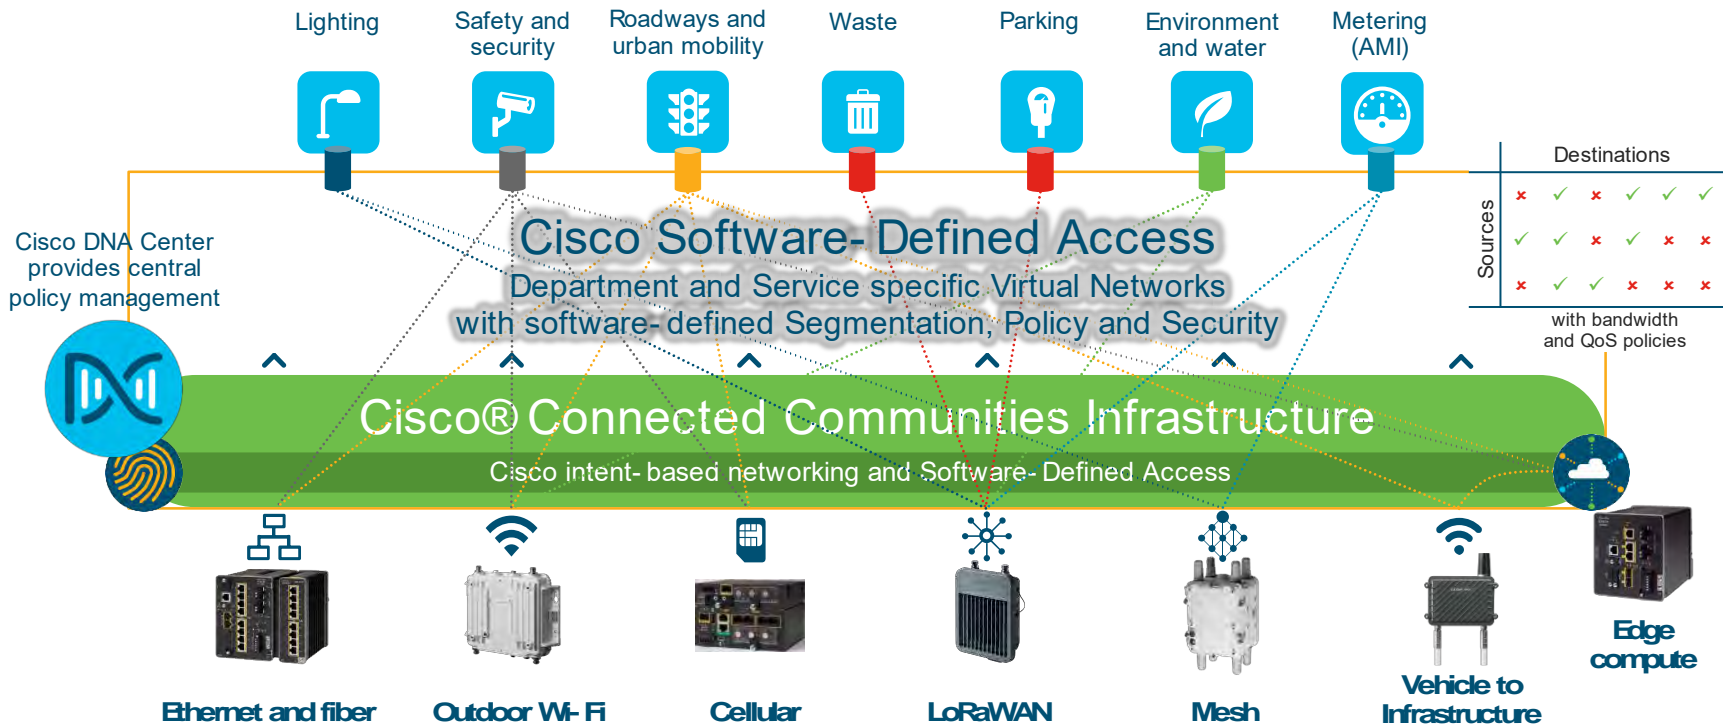 Lighting
Safety and
security
Roadways and
urban mobility
Waste
Parking
Environment
and water
Metering
(AMI)
Destinations
Sources
with bandwidth
and QoS policies
Cisco DNA Center
provides central
policy management
Cisco Software- Defined Access
Department and Service specific Virtual Networks
with software- defined Segmentation, Policy and Security
Cisco® Connected Communities Infrastructure
Cisco intent- based networking and Software- Defined Access
Ethernet and fiber
Outdoor Wi- Fi
Cellular
LoRaWAN
Mesh
Vehicle to
Infrastructure
Edge
compute